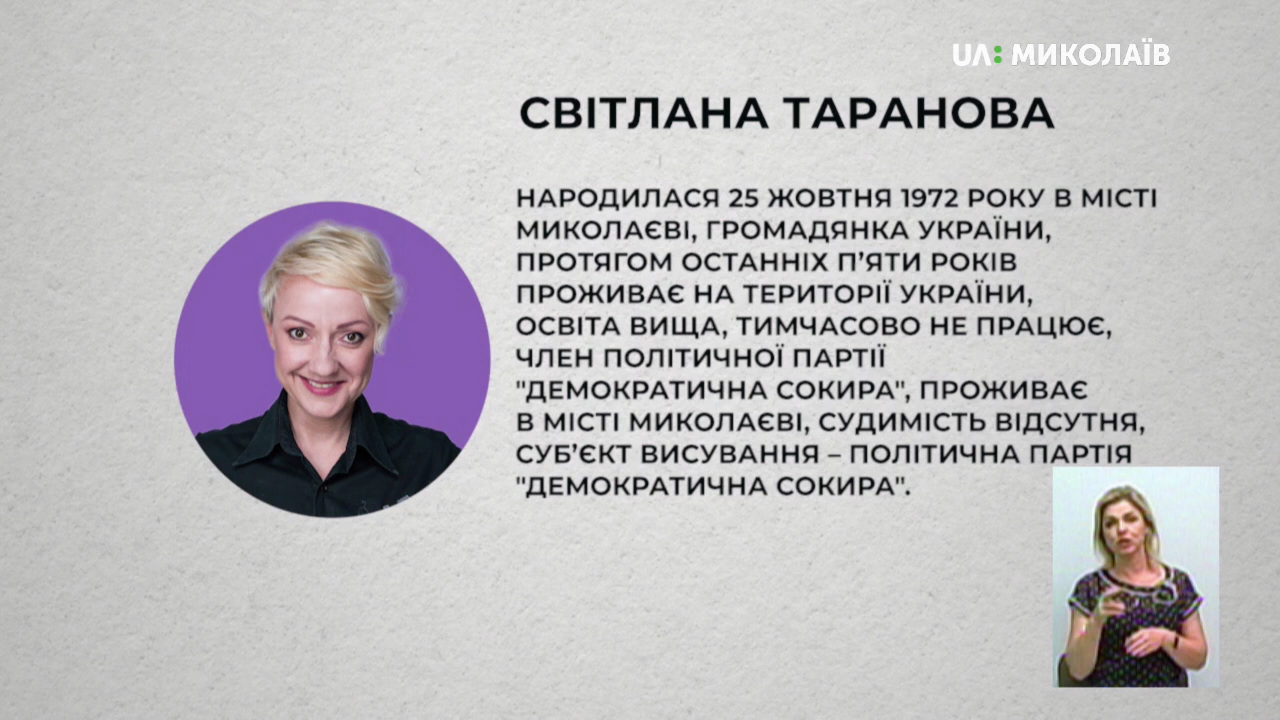 UA: МИКОЛАЇВ
СВІТЛАНА ТАРАНОВА
НАРОДИЛАСЯ 25 ЖОВТНЯ 1972 РОКУ В МІСТІ
МИКОЛАЄВІ, ГРОМАДЯНКА УКРАЇНИ,
ПРОТЯГОМ ОСТАННІХ П’ЯТИ РОКІВ
ПРОЖИВАЄ НА ТЕРИТОРІЇ УКРАЇНИ,
ОСВІТА ВИЩА, ТИМЧАСОВО НЕ ПРАЦЮЄ,
ЧЛЕН ПОЛІТИЧНОЇ ПАРТІЇ
"ДЕМОКРАТИЧНА СОКИРА", ПРОЖИВАЄ
В МІСТІ МИКОЛАЄВІ, СУДИМІСТЬ ВІДСУТНЯ,
СУБ’ЄКТ ВИСУВАННЯ – ПОЛІТИЧНА ПАРТІЯ
"ДЕМОКРАТИЧНА СОКИРА".